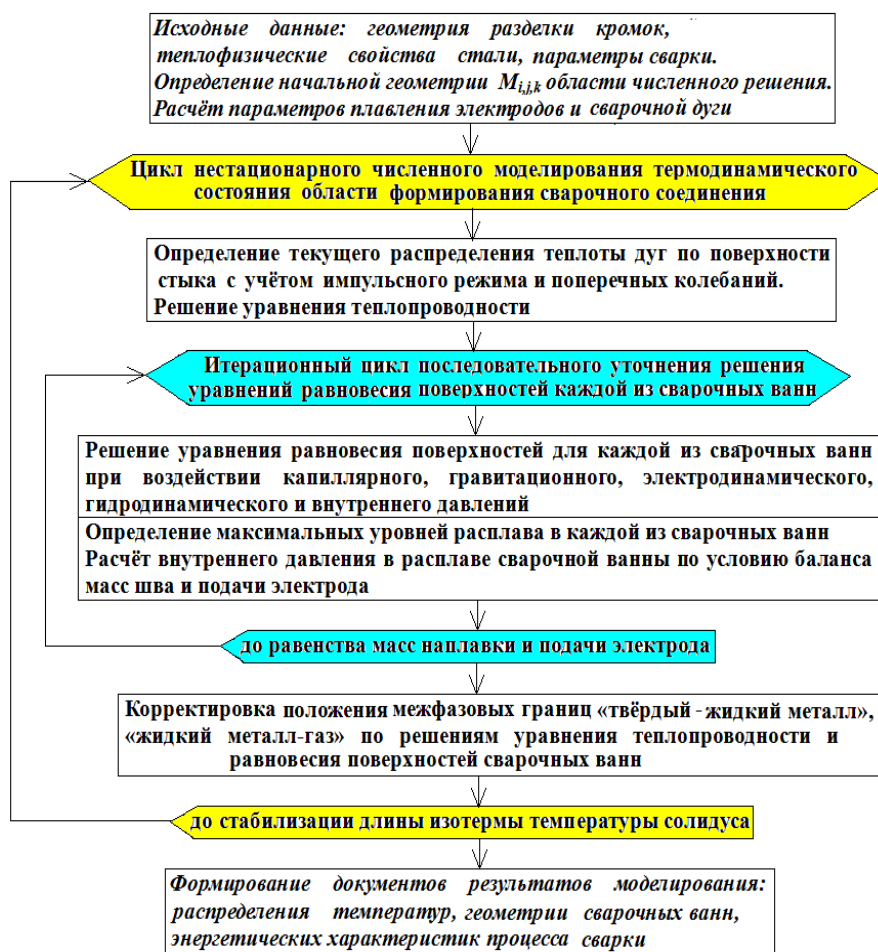 Исходные данные: геометрия разделки кромок,
теплофизические свойства стали, параметры сварки.
Определение начальной геометрии Mi,j,k области численного решения.
Расчёт параметров плавления электродов и сварочной дуги
Цикл нестационарного численного моделирования термодинамического
состояния области формирования сварочного соединения
Определение текущего распределения теплоты дуг по поверхности
стыка с учётом импульсного режима и поперечных колебаний.
Решение уравнения теплопроводности
Итерационный цикл последовательного уточнения решения
уравнений равновесия поверхностей каждой из сварочных ванн
Решение уравнения равновесия поверхностей для каждой из сварочных ванн
при воздействии капиллярного, гравитационного, электродинамического,
гидродинамического и внутреннего давлений
Определение максимальных уровней расплава в каждой из сварочных ванн
Расчёт внутреннего давления в расплаве сварочной ванны по условию баланса
масс шва и подачи электрода
до равенства масс наплавки и подачи электрода
Корректировка положения межфазовых границ «твёрдый - жидкий металл»,
«жидкий металл-газ» по решениям уравнения теплопроводности и
равновесия поверхностей сварочных ванн
до стабилизации длины изотермы температуры солидуса
Формирование документов результатов моделирования:
распределения температур, геометрии сварочных ванн,
энергетических характеристик процесса сварки